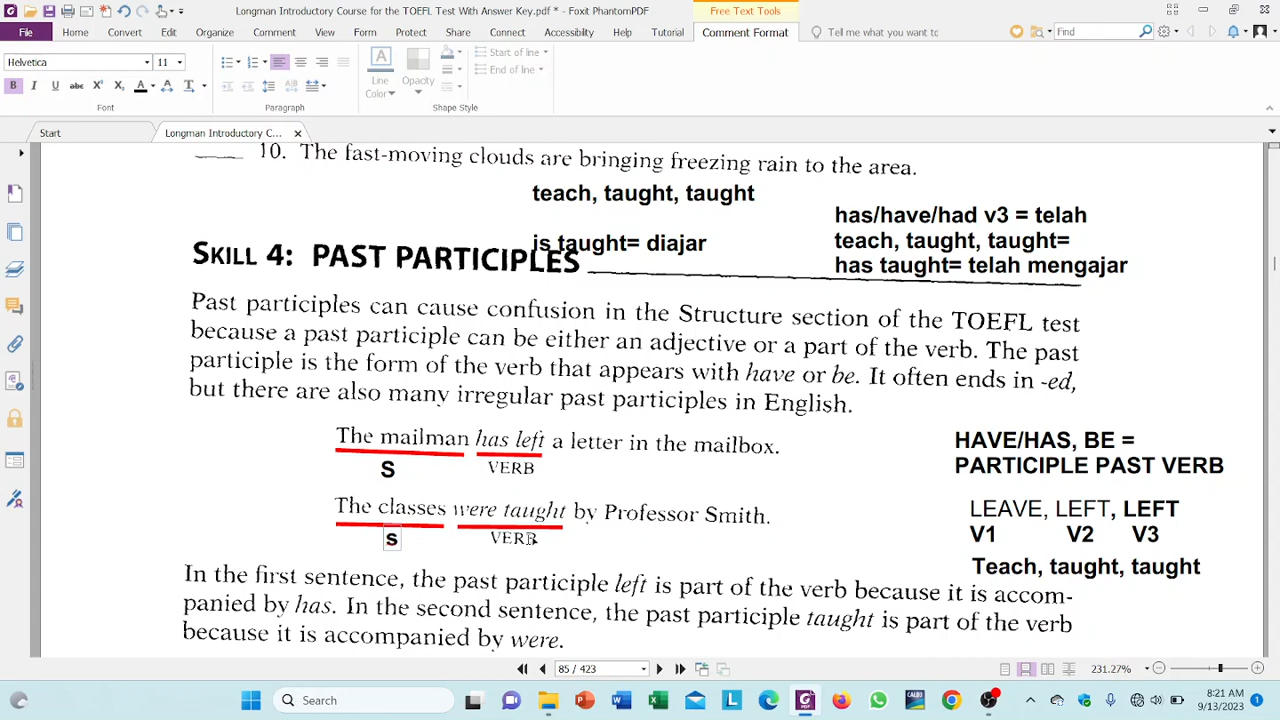 Longman Introductory Course for the TOEFL Test With Answer Key.pdf * - Foxit PhantomPDF
Free Text Tools
File Home Convert Edit Organize Comment View Form Protect Share Connect Accessibility Help Tutorial Comment Format Tell me what you want to Find
Helvetica 11
Line Color
Opacity
Start of line
End of line
Font Paragraph Shape Style
Start Longman Introductory C...
10. The fast-moving clouds are bringing freezing rain to the area.
teach, taught, taught
has/have/had v3 = telah
is taught= diajar
teach, taught, taught=
has taught= telah mengajar
SKILL 4: PAST PARTICIPLES
Past participles can cause confusion in the Structure section of the TOEFL test
because a past participle can be either an adjective or a part of the verb. The past
participle is the form of the verb that appears with have or be. It often ends in -ed,
but there are also many irregular past participles in English.
The mailman has left a letter in the mailbox.
S VERB
HAVE/HAS, BE =
PARTICIPLE PAST VERB
The classes were taught by Professor Smith.
S VERB
LEAVE, LEFT, LEFT
V1 V2 V3
Teach, taught, taught
In the first sentence, the past participle left is part of the verb because it is accom-
panied by has. In the second sentence, the past participle taught is part of the verb
because it is accompanied by were.
85 / 423
231.27%
Search
8:21 AM
9/13/2023